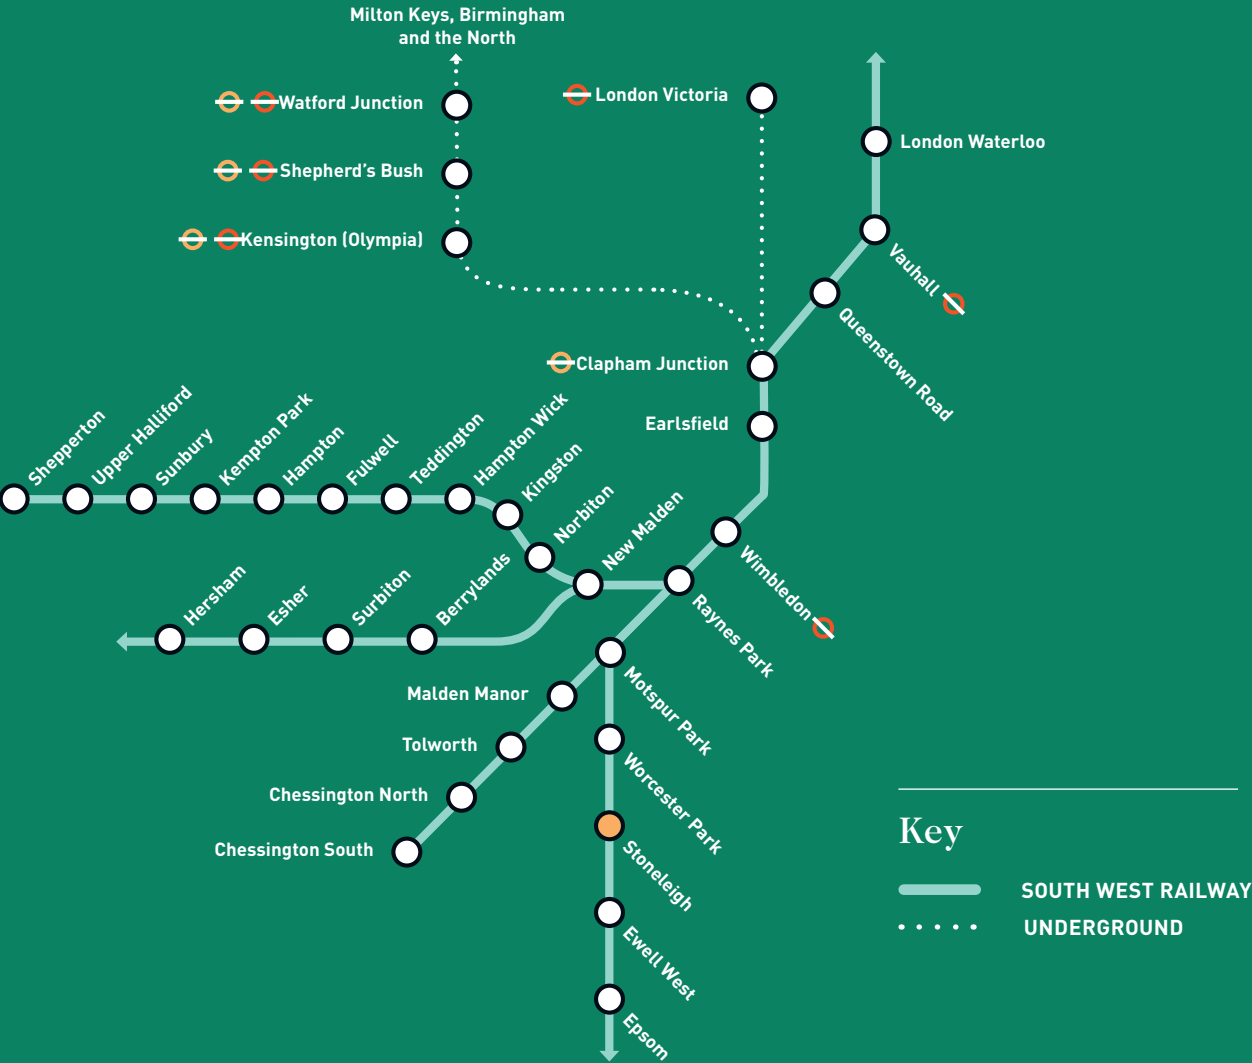 Milton Keys, Birmingham
and the North
Watford Junction
London Victoria
London Waterloo
Shepherd's Bush
Kensington (Olympia)
Vauhall
Queenstown Road
Clapham Junction
Earlsfield
Shepperton
Upper Halliford
Sunbury
Kempton Park
Hampton
Fulwell
Teddington
Hampton Wick
Kingston
Norbiton
New Malden
Wimbledon
Raynes Park
Hersham
Esher
Surbiton
Berrylands
Motspur Park
Malden Manor
Tolworth
Chessington North
Chessington South
Worcester Park
Stoneleigh
Ewell West
Epsom
Key
SOUTH WEST RAILWAY
UNDERGROUND